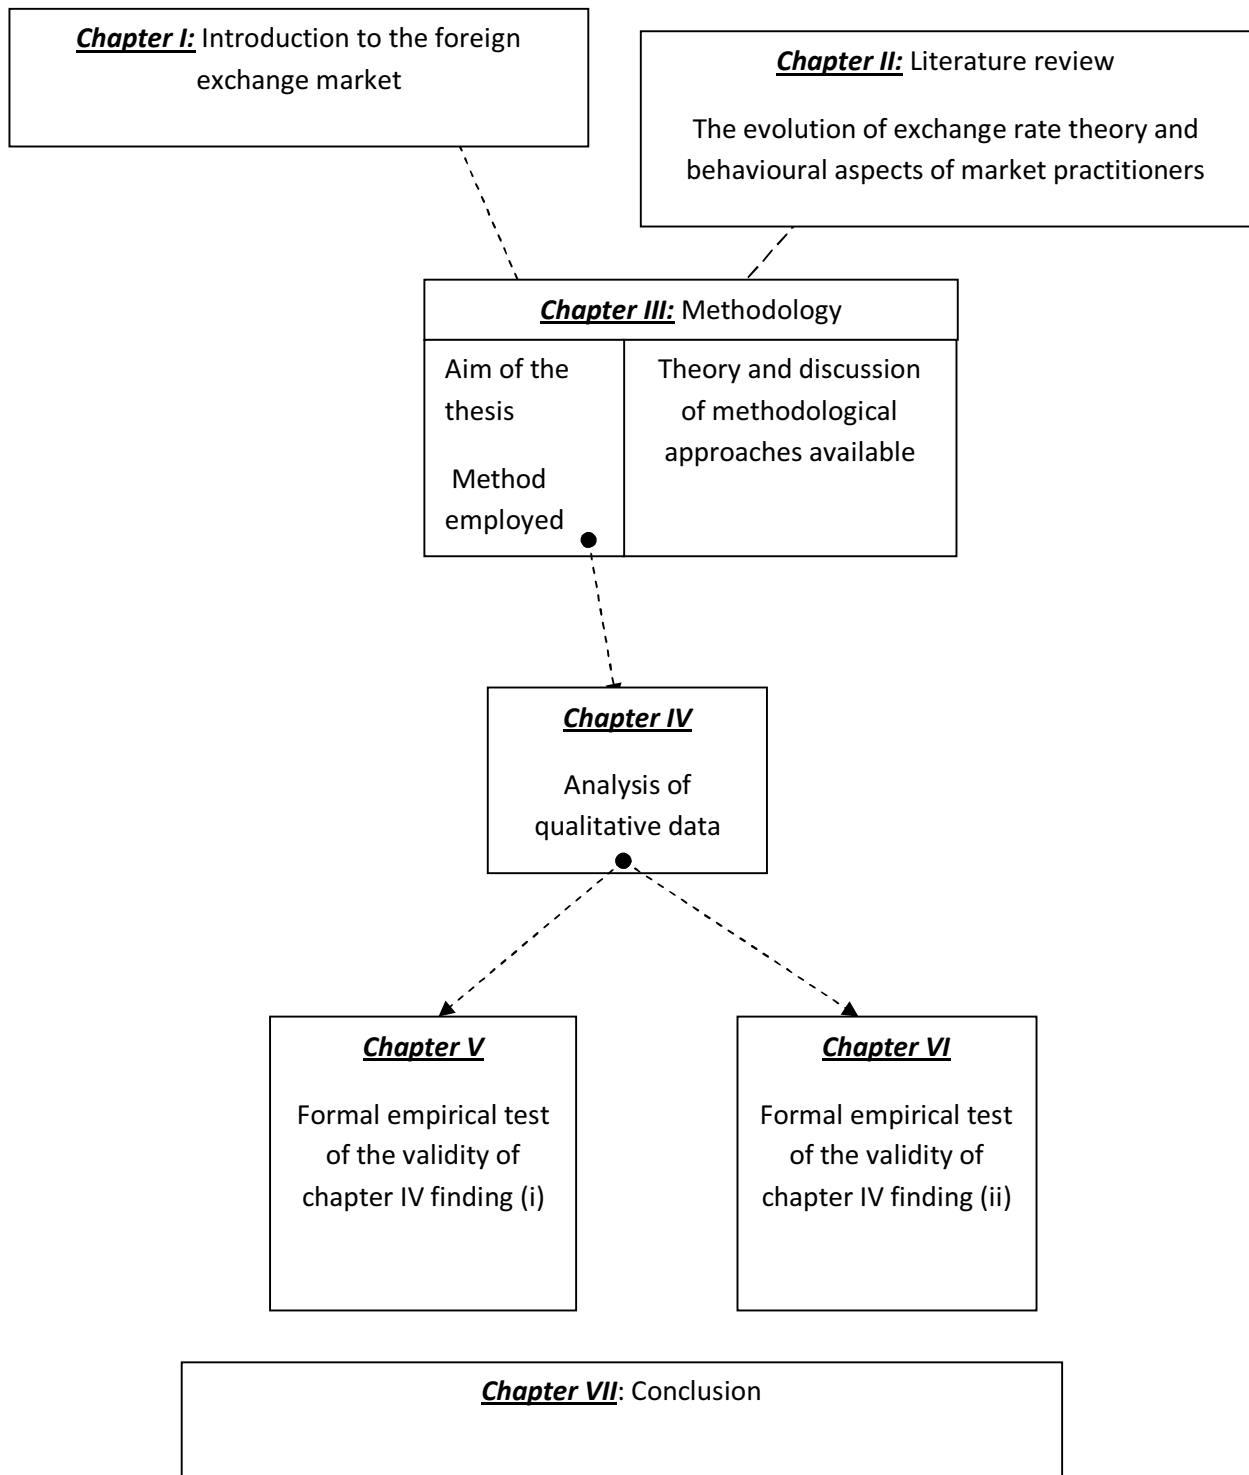 Chapter I: Introduction to the foreign
exchange market
Chapter II: Literature review
The evolution of exchange rate theory and
behavioural aspects of market practitioners
Chapter III: Methodology
Aim of the
thesis
Method
employed
Theory and discussion
of methodological
approaches available
Chapter IV
Analysis of
qualitative data
Chapter V
Formal empirical test
of the validity of
chapter IV finding (i)
Chapter VI
Formal empirical test
of the validity of
chapter IV finding (ii)
Chapter VII: Conclusion